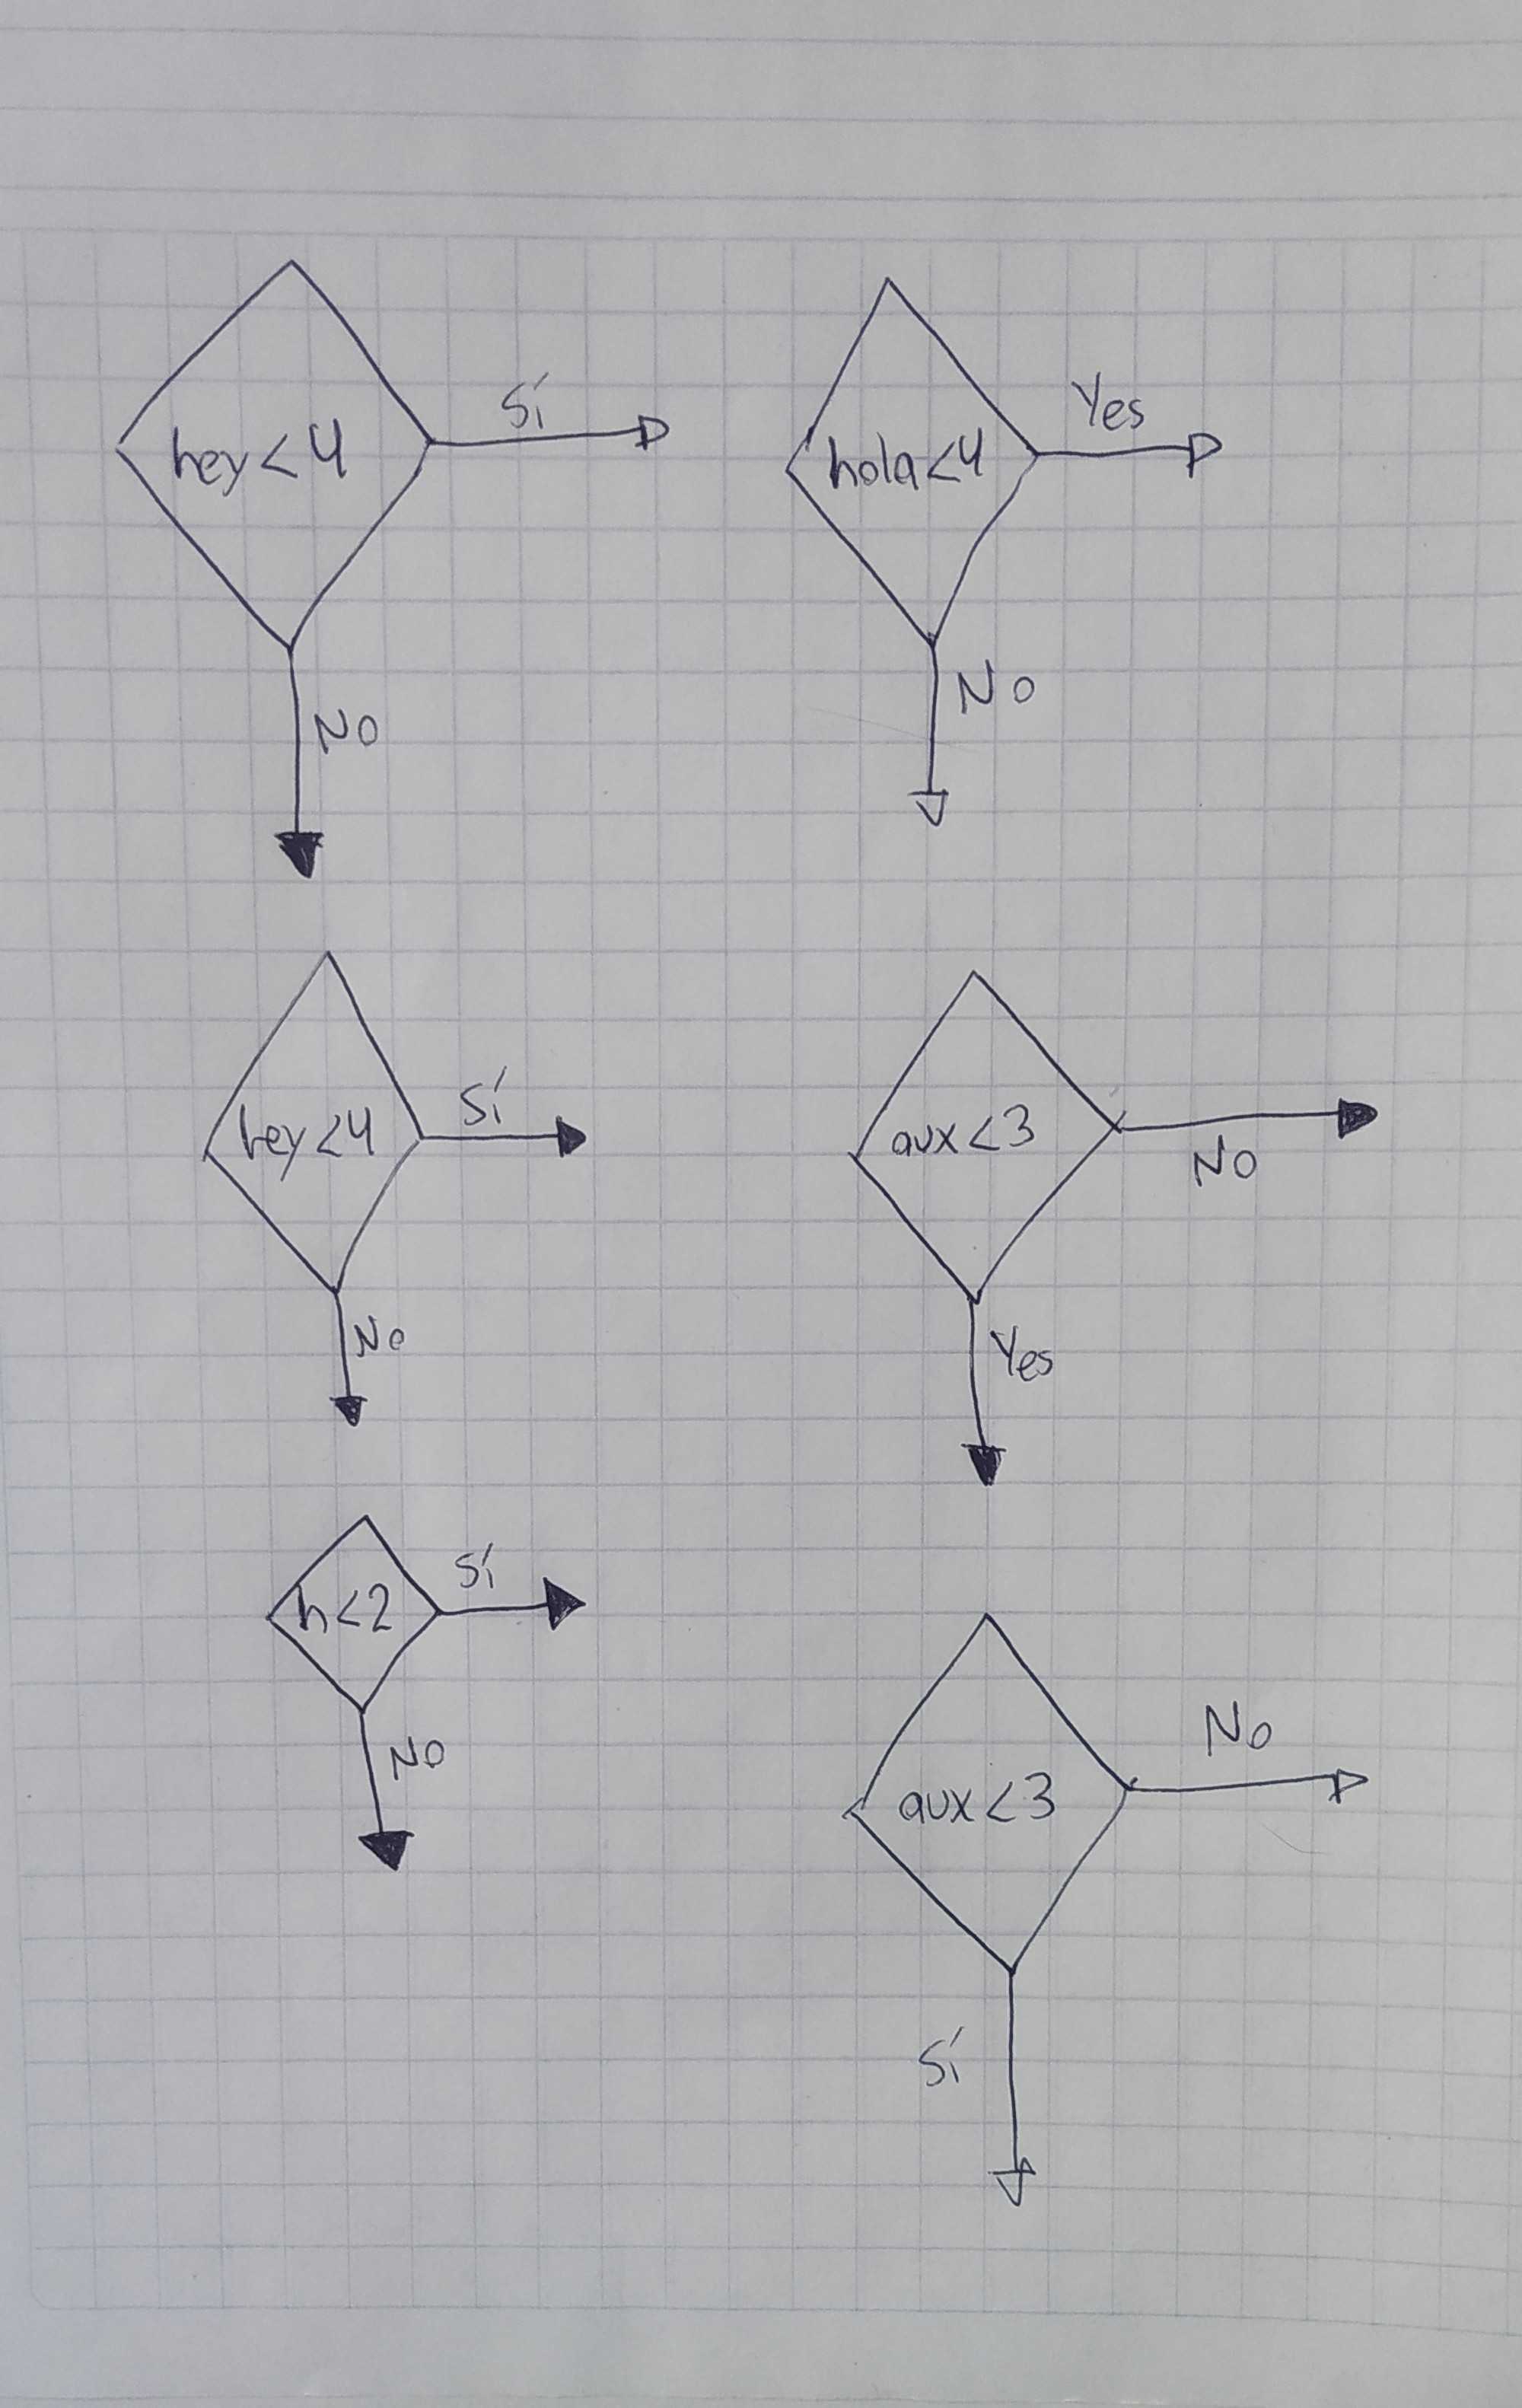 Sí
hey<4
No
Yes
hola<4
No
Sí
hey<4
No
aux<3
No
Yes
Sí
h<2
No
No
aux<3
Sí